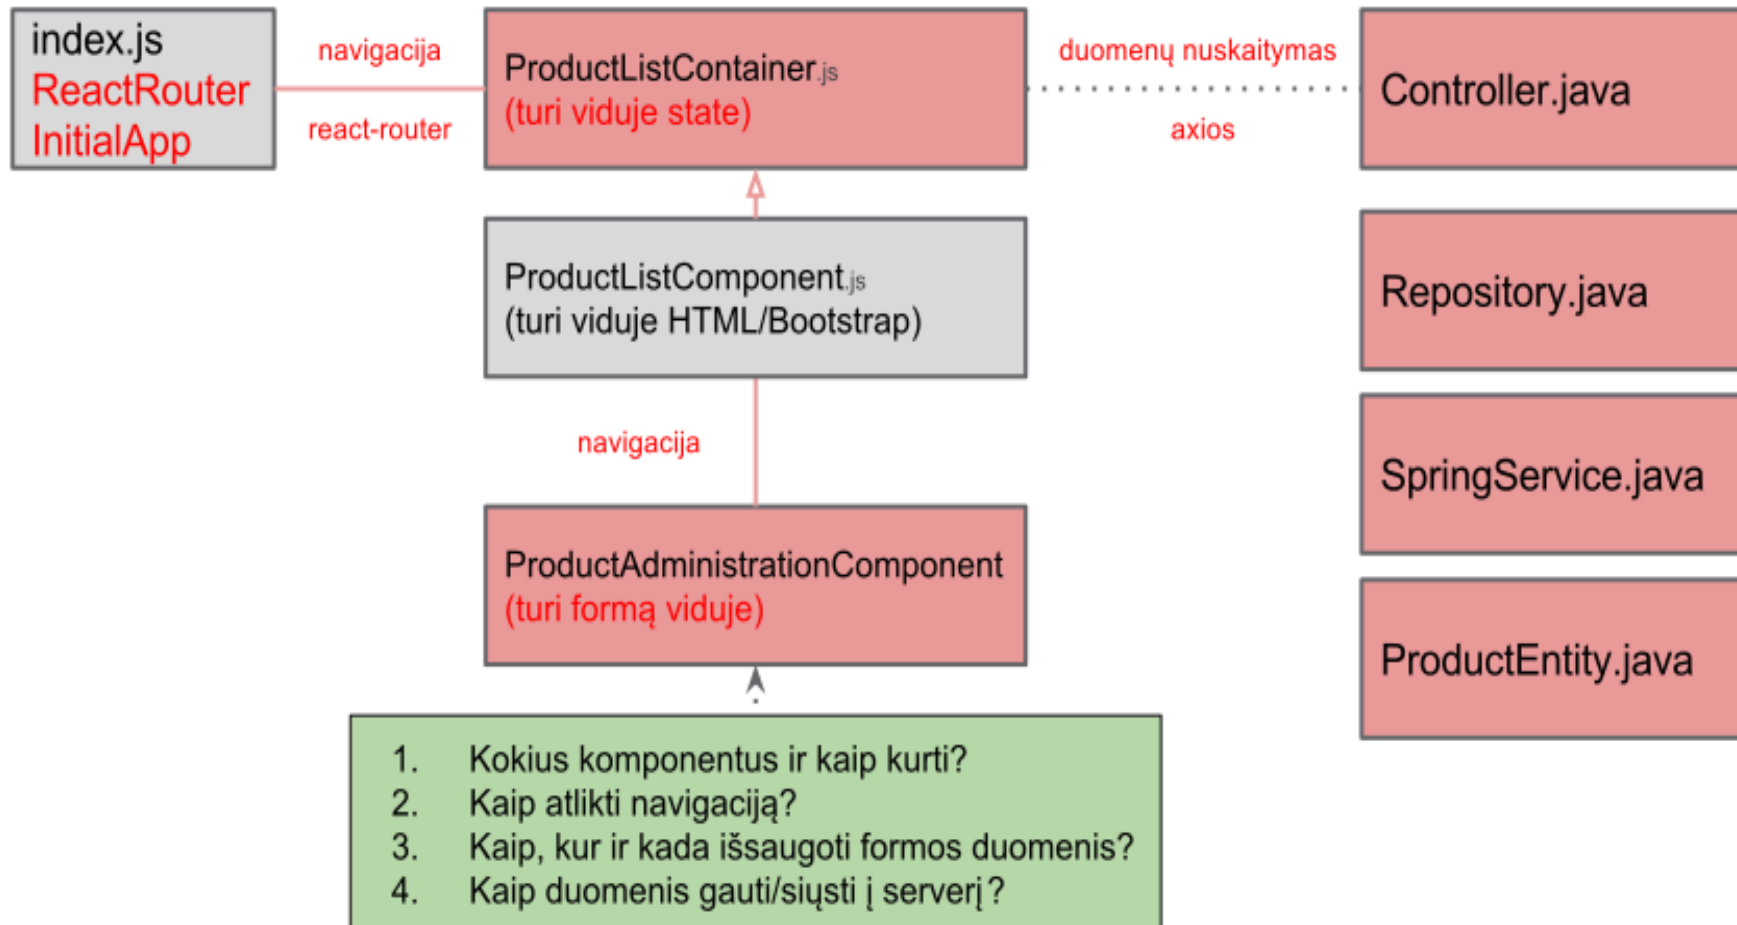 index.js
ReactRouter
InitialApp
navigacija
react-router
ProductListContainer.js
(turi viduje state)
duomenų nuskaitymas
axios
Controller.java
ProductListComponent.js
(turi viduje HTML/Bootstrap)
Repository.java
navigacija
SpringService.java
ProductAdministrationComponent
(turi formą viduje)
ProductEntity.java
1. Kokius komponentus ir kaip kurti?
2. Kaip atlikti navigaciją?
3. Kaip, kur ir kada išsaugoti formos duomenis?
4. Kaip duomenis gauti/siųsti į serverį?